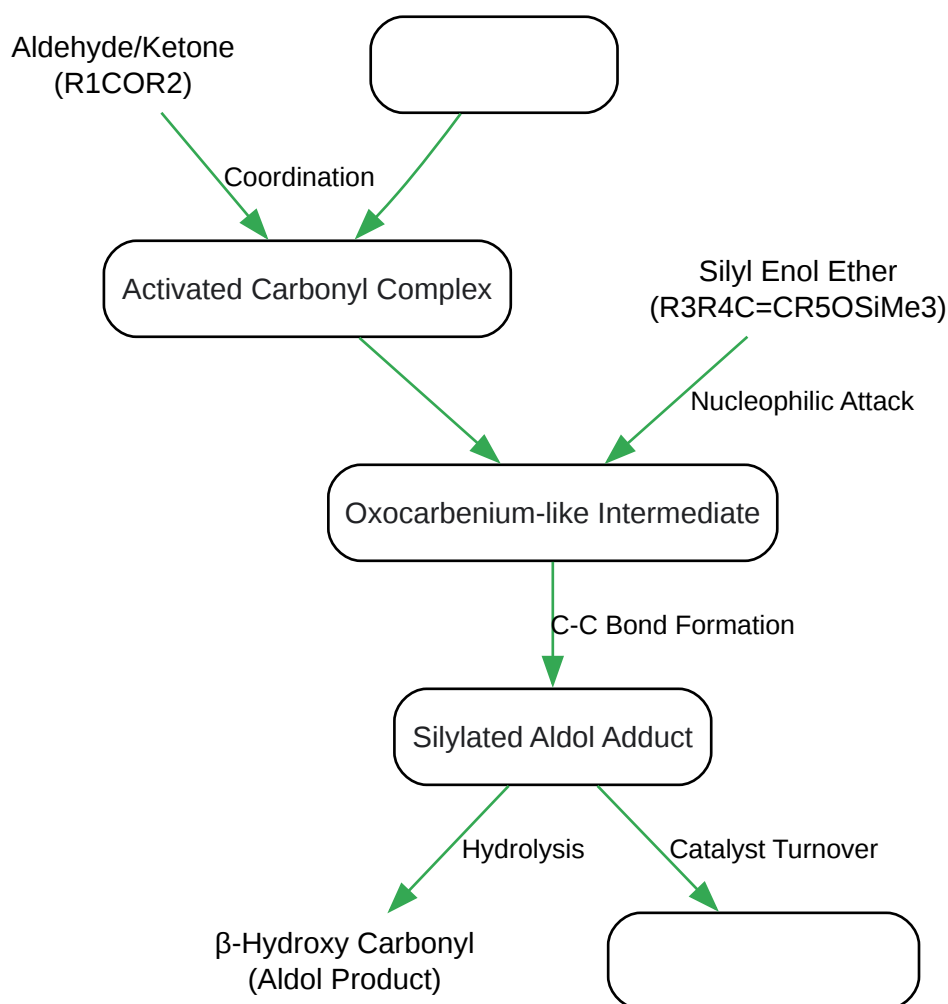 Aldehyde/Ketone
(R1COR2)
Coordination
Activated Carbonyl Complex
Silyl Enol Ether
(R3R4C=CR5OSiMe3)
Nucleophilic Attack
Oxocarbenium-like Intermediate
C-C Bond Formation
Silylated Aldol Adduct
Hydrolysis
Catalyst Turnover
β-Hydroxy Carbonyl
(Aldol Product)